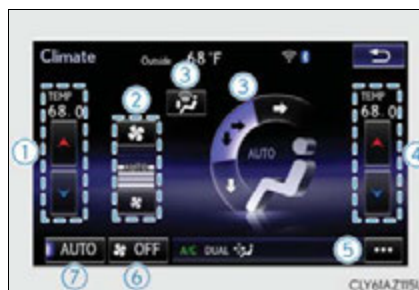 Climate Outside 68°F
③ ③
TEMP ② TEMP
68.0 68.0
① AUTO ④
AUTO OFF A/C DUAL ⑤
⑦ ⑥
CLY61AZ115